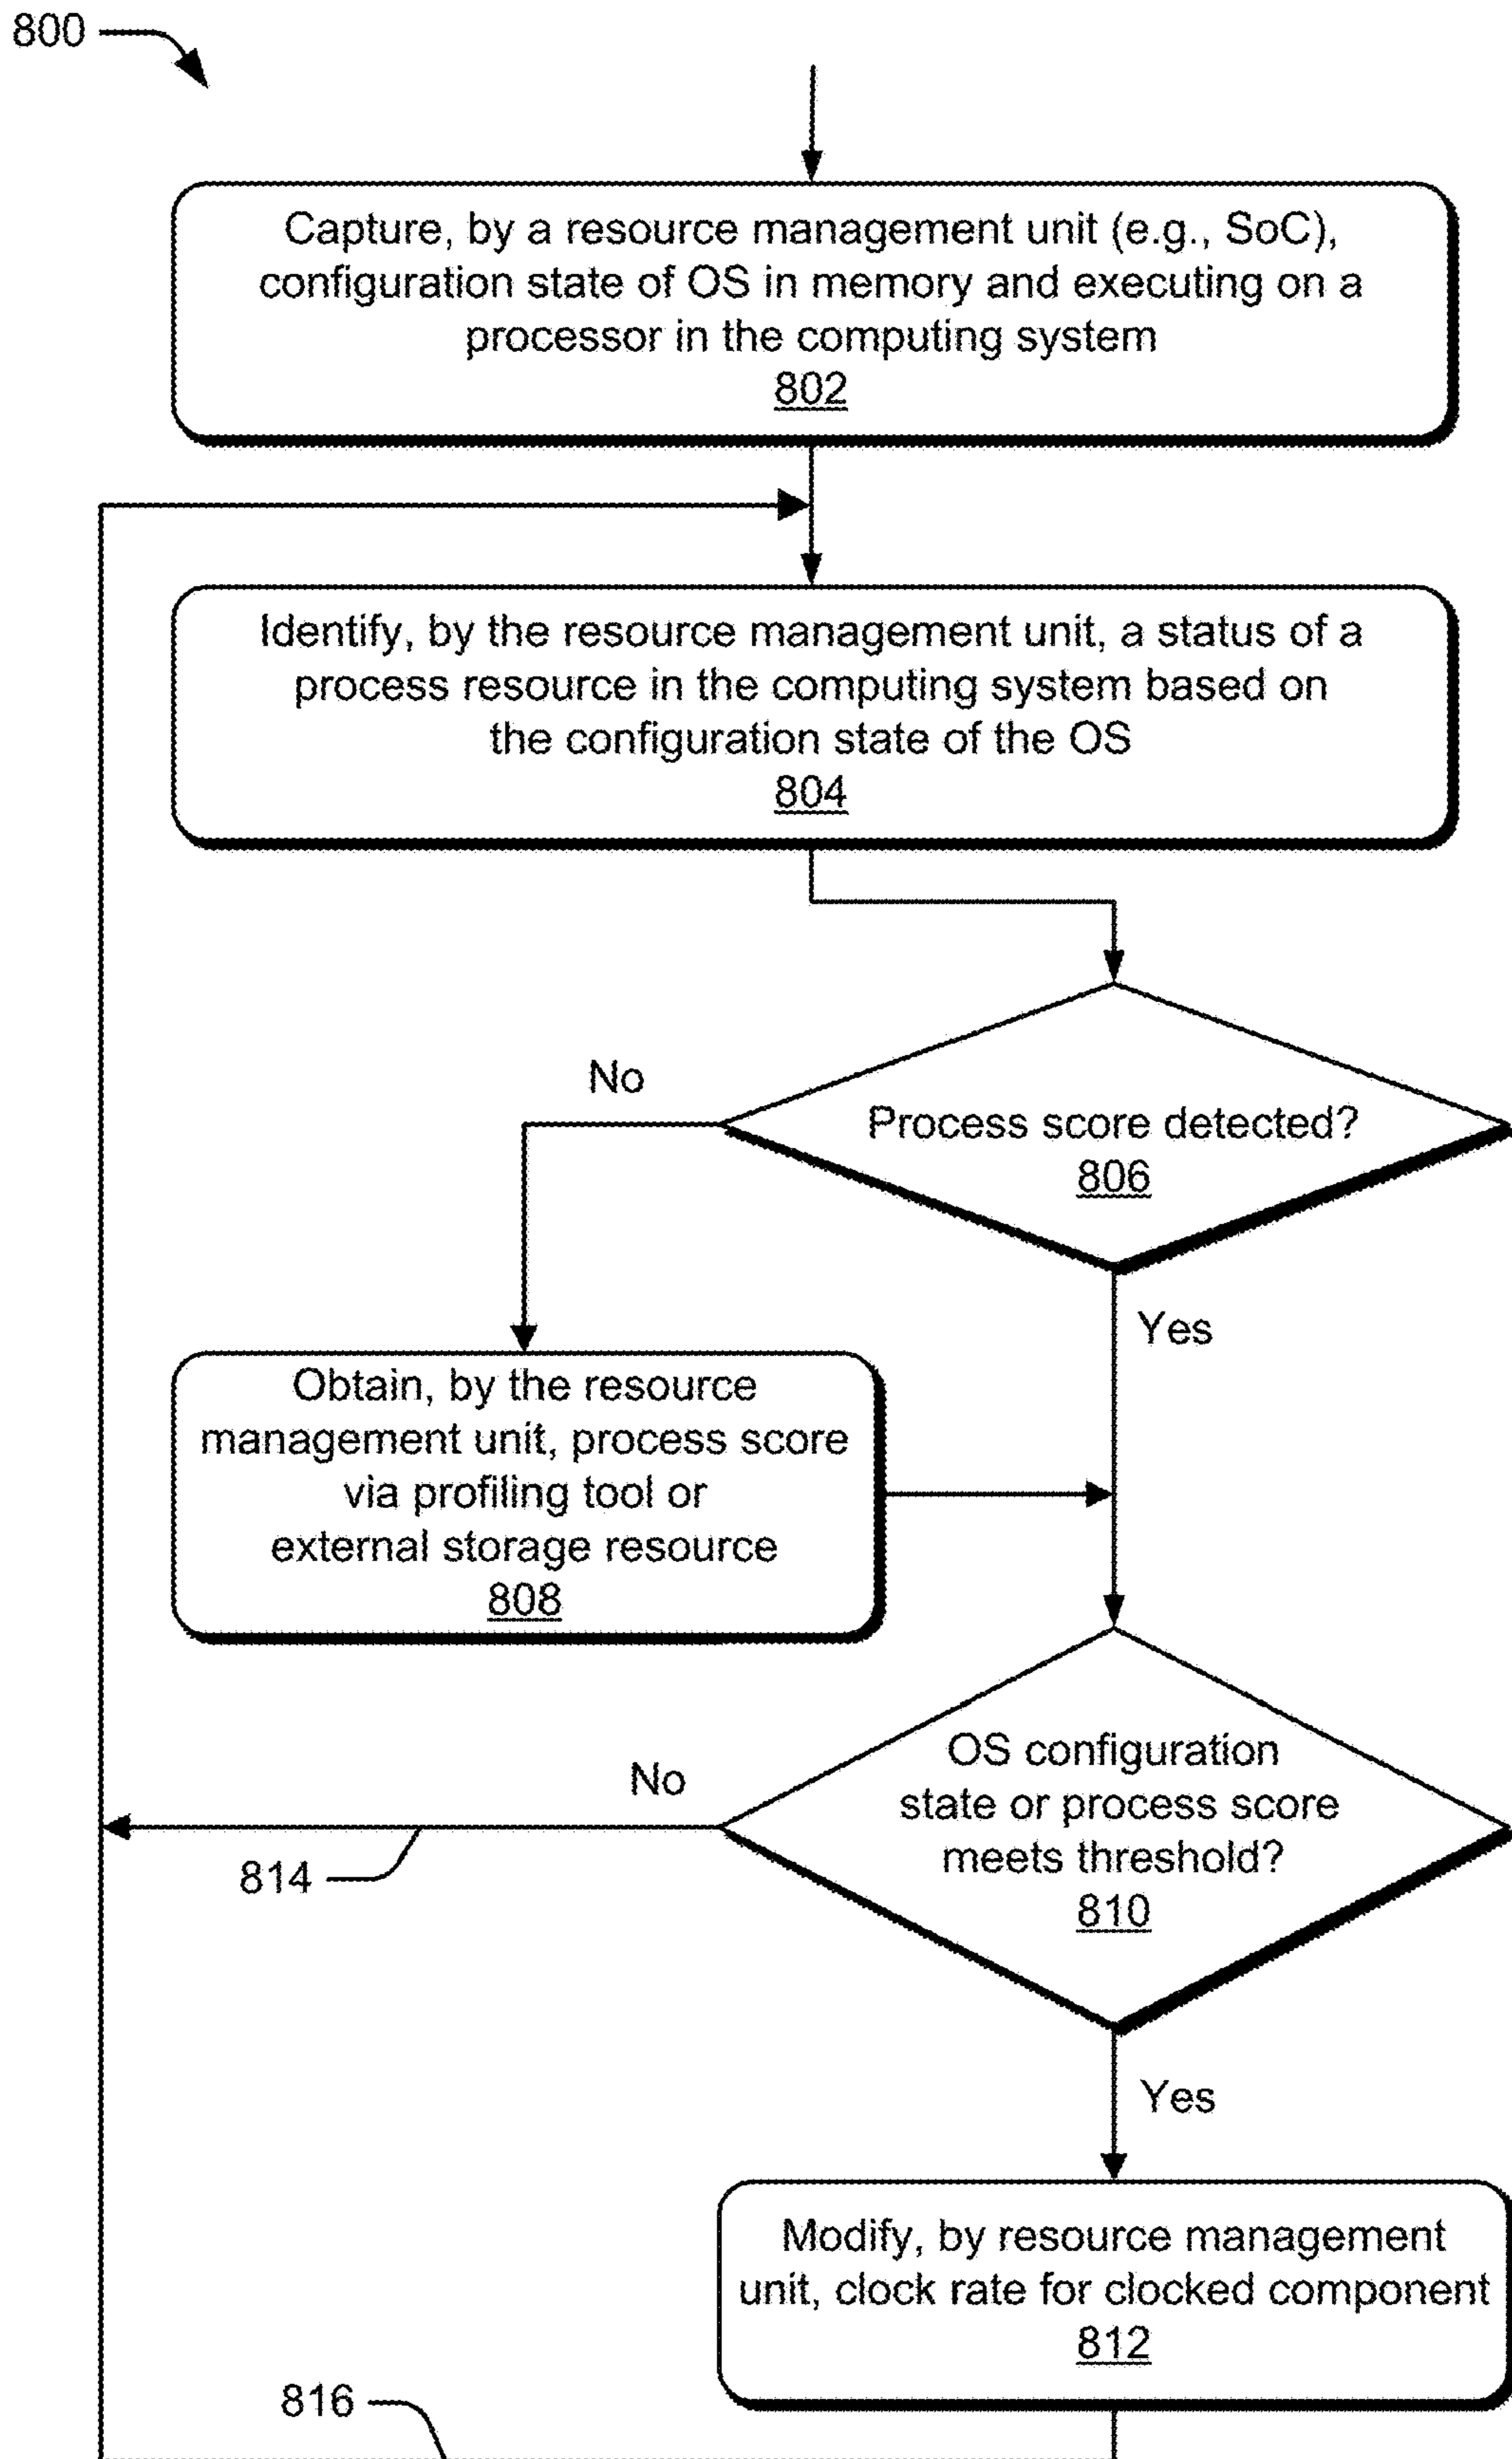 800
Capture, by a resource management unit (e.g., SoC),
configuration state of OS in memory and executing on a
processor in the computing system
802
Identify, by the resource management unit, a status of a
process resource in the computing system based on
the configuration state of the OS
804
No
Process score detected?
806
Yes
Obtain, by the resource
management unit, process score
via profiling tool or
external storage resource
808
No
OS configuration
state or process score
meets threshold?
810
814
Yes
Modify, by resource management
unit, clock rate for clocked component
812
816